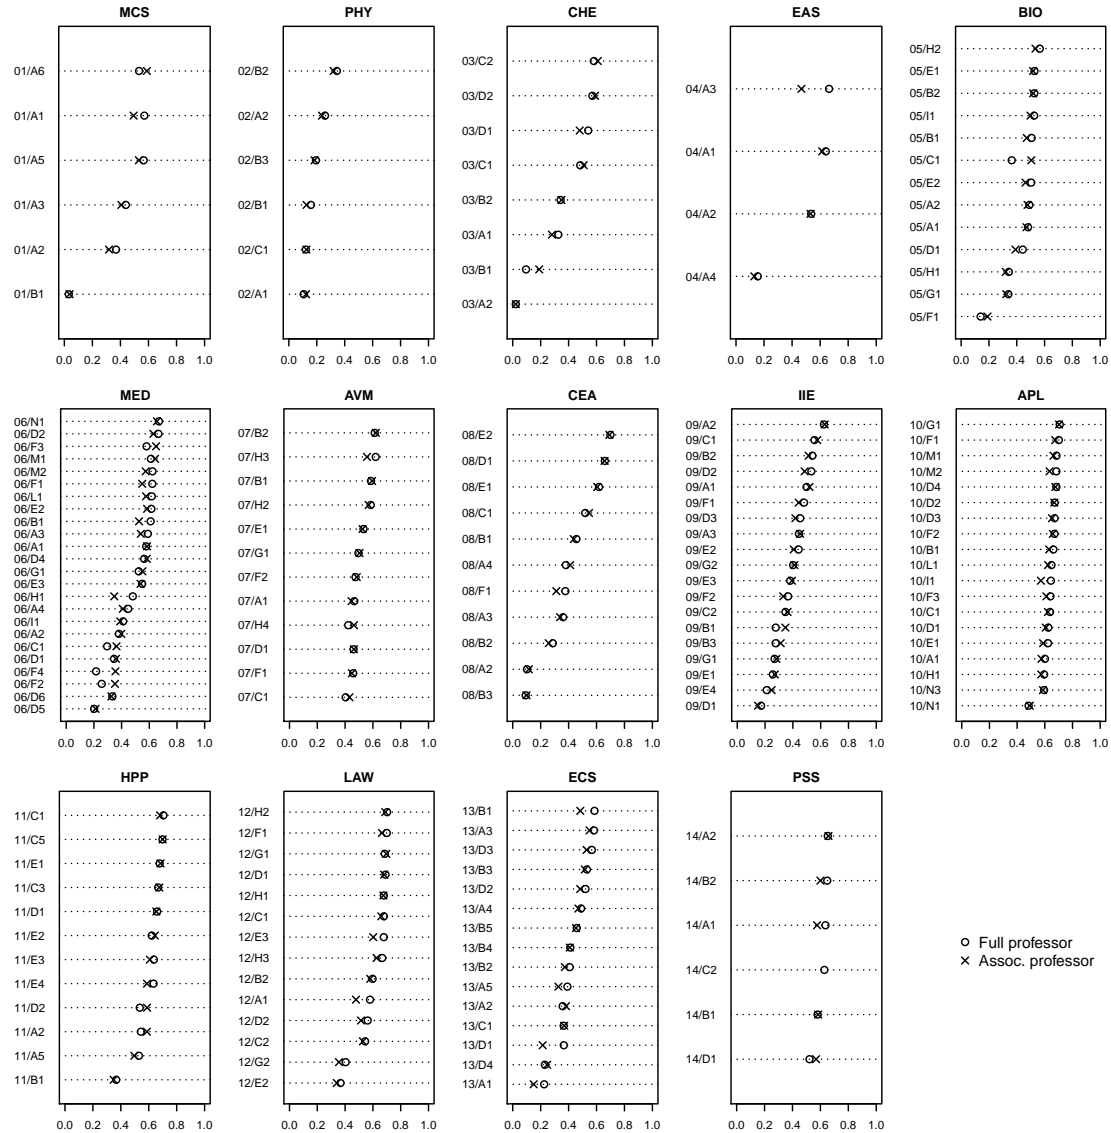 MCS
01/A6
01/A1
01/A5
01/A3
01/A2
01/B1
0.0 0.2 0.4 0.6 0.8 1.0
PHY
02/B2
02/A2
02/B3
02/B1
02/C1
02/A1
0.0 0.2 0.4 0.6 0.8 1.0
CHE
03/C2
03/D2
03/D1
03/C1
03/B2
03/A1
03/B1
03/A2
0.0 0.2 0.4 0.6 0.8 1.0
EAS
04/A3
04/A1
04/A2
04/A4
0.0 0.2 0.4 0.6 0.8 1.0
BIO
05/H2
05/E1
05/B2
05/I1
05/B1
05/C1
05/E2
05/A2
05/A1
05/D1
05/H1
05/G1
05/F1
0.0 0.2 0.4 0.6 0.8 1.0
MED
06/N1
06/D2
06/F3
06/M1
06/M2
06/F1
06/L1
06/E2
06/B1
06/A3
06/A1
06/D4
06/G1
06/E3
06/H1
06/A4
06/I1
06/A2
06/C1
06/D1
06/F4
06/F2
06/D6
06/D5
0.0 0.2 0.4 0.6 0.8 1.0
AVM
07/B2
07/H3
07/B1
07/H2
07/E1
07/G1
07/F2
07/A1
07/H4
07/D1
07/F1
07/C1
0.0 0.2 0.4 0.6 0.8 1.0
CEA
08/E2
08/D1
08/E1
08/C1
08/B1
08/A4
08/F1
08/A3
08/B2
08/A2
08/B3
0.0 0.2 0.4 0.6 0.8 1.0
IIE
09/A2
09/C1
09/B2
09/D2
09/A1
09/F1
09/D3
09/A3
09/E2
09/G2
09/E3
09/F2
09/C2
09/B1
09/B3
09/G1
09/E1
09/E4
09/D1
0.0 0.2 0.4 0.6 0.8 1.0
APL
10/G1
10/F1
10/M1
10/M2
10/D4
10/D2
10/D3
10/F2
10/B1
10/L1
10/I1
10/F3
10/C1
10/D1
10/E1
10/A1
10/H1
10/N3
10/N1
0.0 0.2 0.4 0.6 0.8 1.0
HPP
11/C1
11/C5
11/E1
11/C3
11/D1
11/E2
11/E3
11/E4
11/D2
11/A2
11/A5
11/B1
0.0 0.2 0.4 0.6 0.8 1.0
LAW
12/H2
12/F1
12/G1
12/D1
12/H1
12/C1
12/E3
12/H3
12/B2
12/A1
12/D2
12/C2
12/G2
12/E2
0.0 0.2 0.4 0.6 0.8 1.0
ECS
13/B1
13/A3
13/D3
13/B3
13/D2
13/A4
13/B5
13/B4
13/B2
13/A5
13/A2
13/C1
13/D1
13/D4
13/A1
0.0 0.2 0.4 0.6 0.8 1.0
PSS
14/A2
14/B2
14/A1
14/C2
14/B1
14/D1
0.0 0.2 0.4 0.6 0.8 1.0
Full professor
Assoc. professor